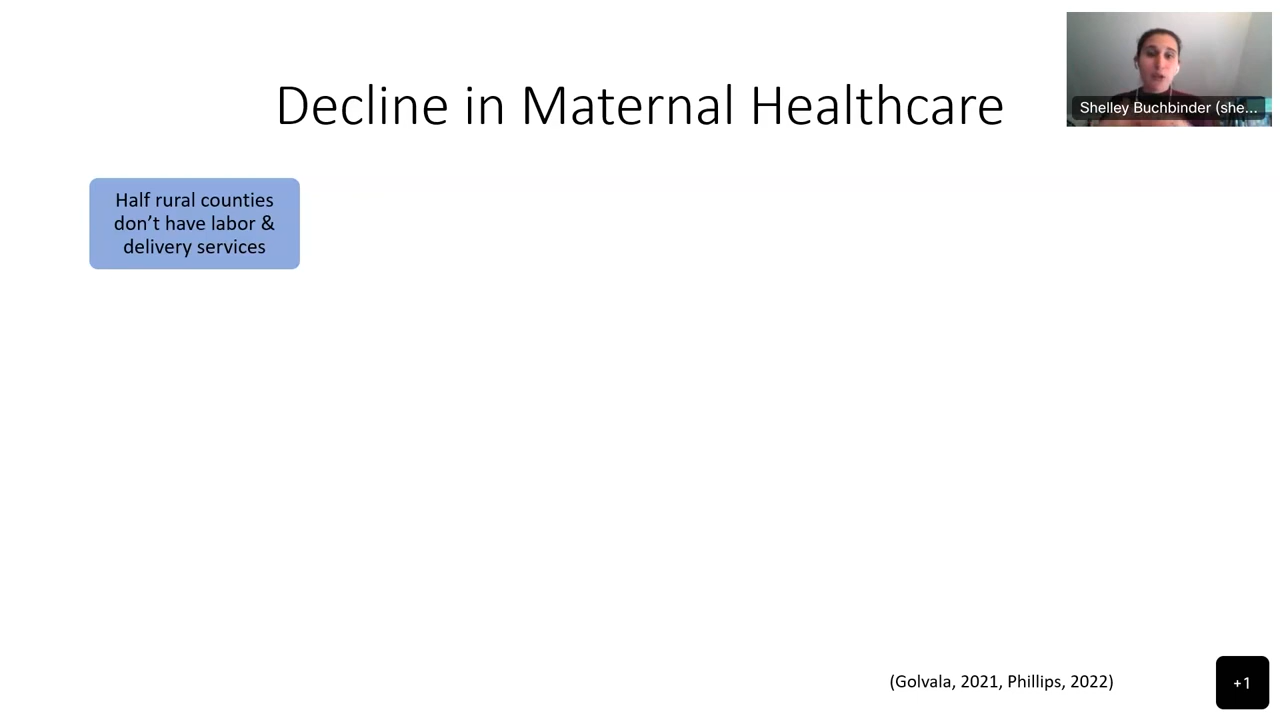 Decline in Maternal Healthcare
Shelley Buchbinder (she...
Half rural counties
don’t have labor &
delivery services
(Golvala, 2021, Phillips, 2022)
+1